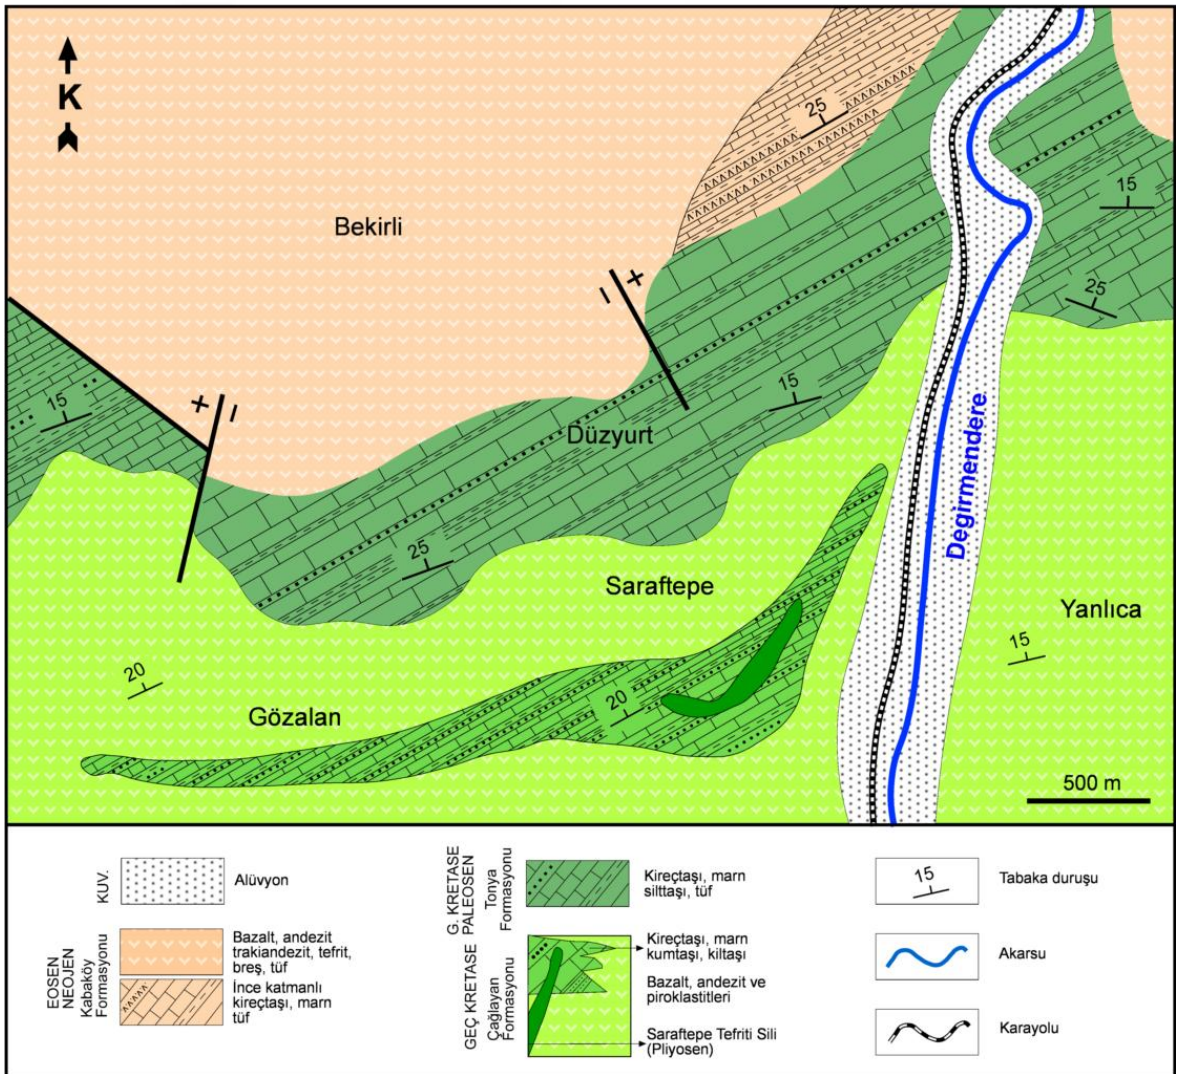 K
25
Bekirli
15
25
+
–
15
+
–
15
Düzyurt
25
Degirmendere
Saraftepe
Yanlıca
15
20
20
Gözalan
500 m
KUV.
Alüvyon
EOSEN
NEOJEN
Kabaköy
Formasyonu
Bazalt, andezit
trakiandezit, tefrit,
breş, tüf
İnce katmanlı
kireçtaşı, marn
tüf
G. KRETASE
PALEOSEN
Tonya
Formasyonu
Kireçtaşı, marn
silttaşı, tüf
GEÇ KRETASE
Çağlayan
Formasyonu
Kireçtaşı, marn
kumtaşı, kiltaşı
Bazalt, andezit ve
piroklastitleri
Saraftepe Tefriti Sili
(Pliyosen)
15
Tabaka duruşu
Akarsu
Karayolu